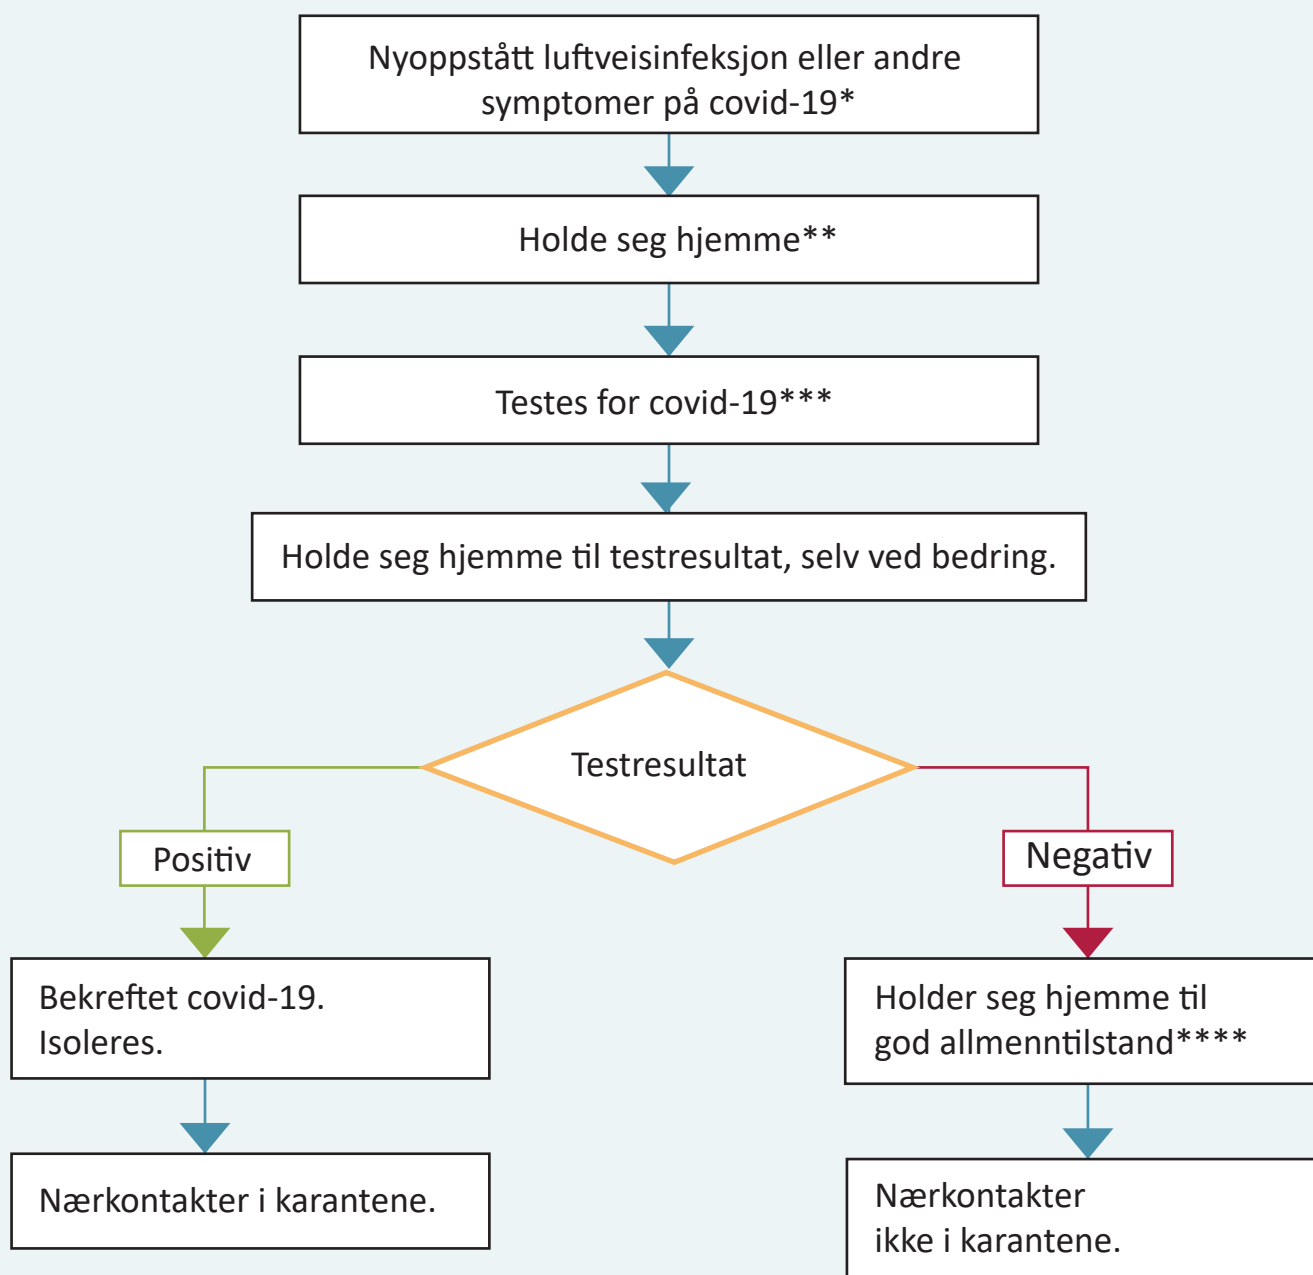 Nyoppstått luftveisinfeksjon eller andre
symptomer på covid-19*
Holde seg hjemme**
Testes for covid-19***
Holde seg hjemme til testresultat, selv ved bedring.
Testresultat
Positiv
Negativ
Bekreftet covid-19.
Isoleres.
Holder seg hjemme til
god allmenntilstand****
Nærkontakter i karantene.
Nærkontakter
ikke i karantene.